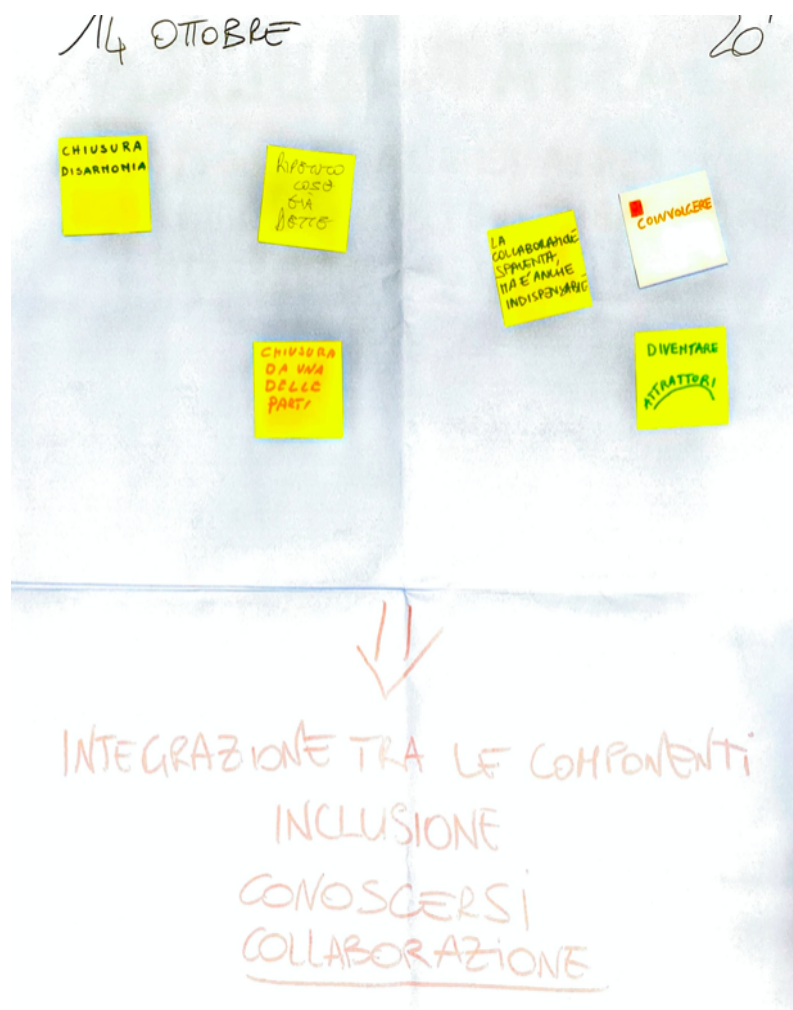 14 OTTOBRE
20'
CHIUSURA
DISARMONIA
RIPETUTO
COSE
GIÀ
DETTE
CHIUSURA
DA UNA
DELLE
PARTI
LA
COLLABORAZIONE
SPAVENTA,
MA È ANCHE
INDISPENSABILE
COINVOLGERE
DIVENTARE
ATTRATTORI
INTEGRAZIONE TRA LE COMPONENTI
INCLUSIONE
CONOSCERSI
COLLABORAZIONE